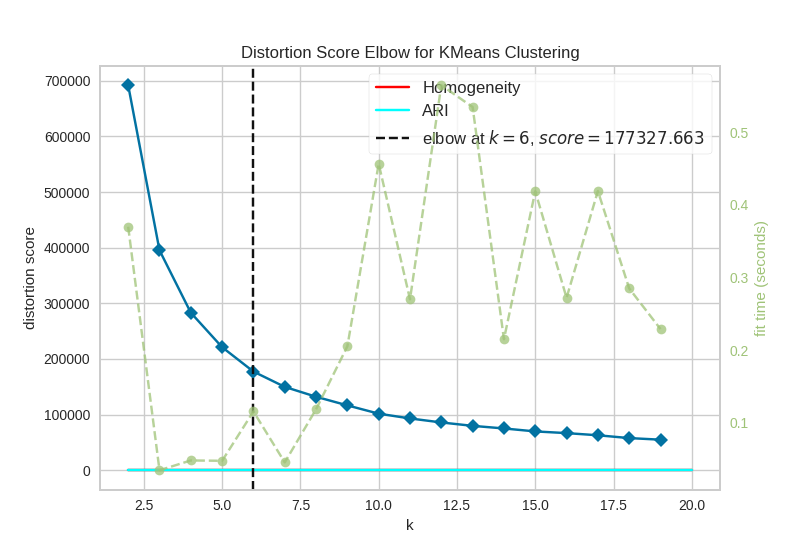 Distortion Score Elbow for KMeans Clustering
Homogeneity
ARI
elbow at k = 6, score = 177327.663
distortion score
700000
600000
500000
400000
300000
200000
100000
0
fit time (seconds)
0.5
0.4
0.3
0.2
0.1
2.5 5.0 7.5 10.0 12.5 15.0 17.5 20.0
k